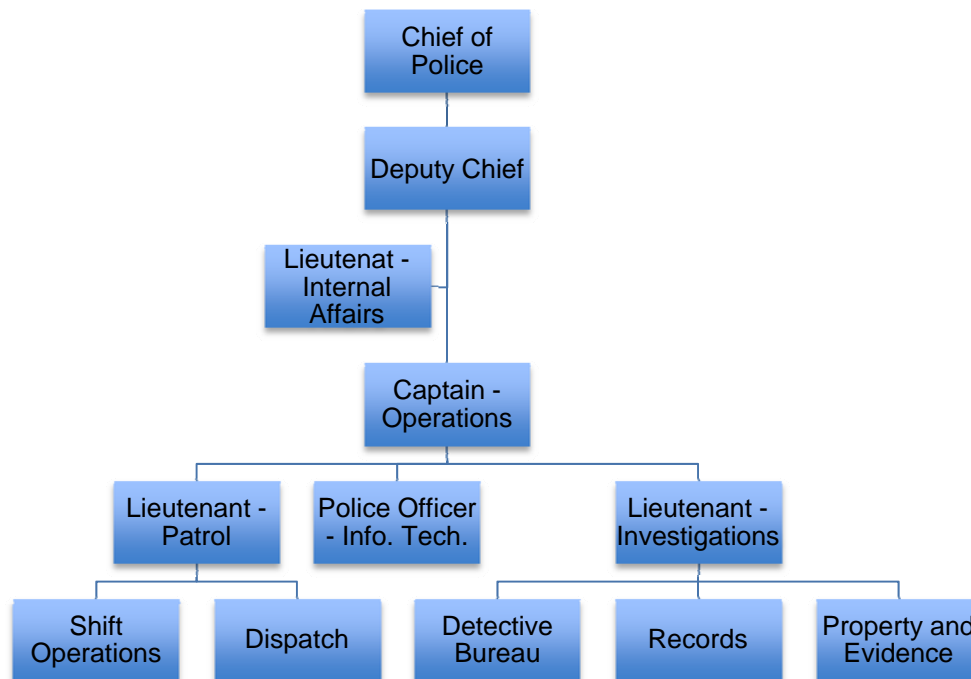 Chief of
Police
Deputy Chief
Lieutenat -
Internal
Affairs
Captain -
Operations
Lieutenant -
Patrol
Police Officer
- Info. Tech.
Lieutenant -
Investigations
Shift
Operations
Dispatch
Detective
Bureau
Records
Property and
Evidence